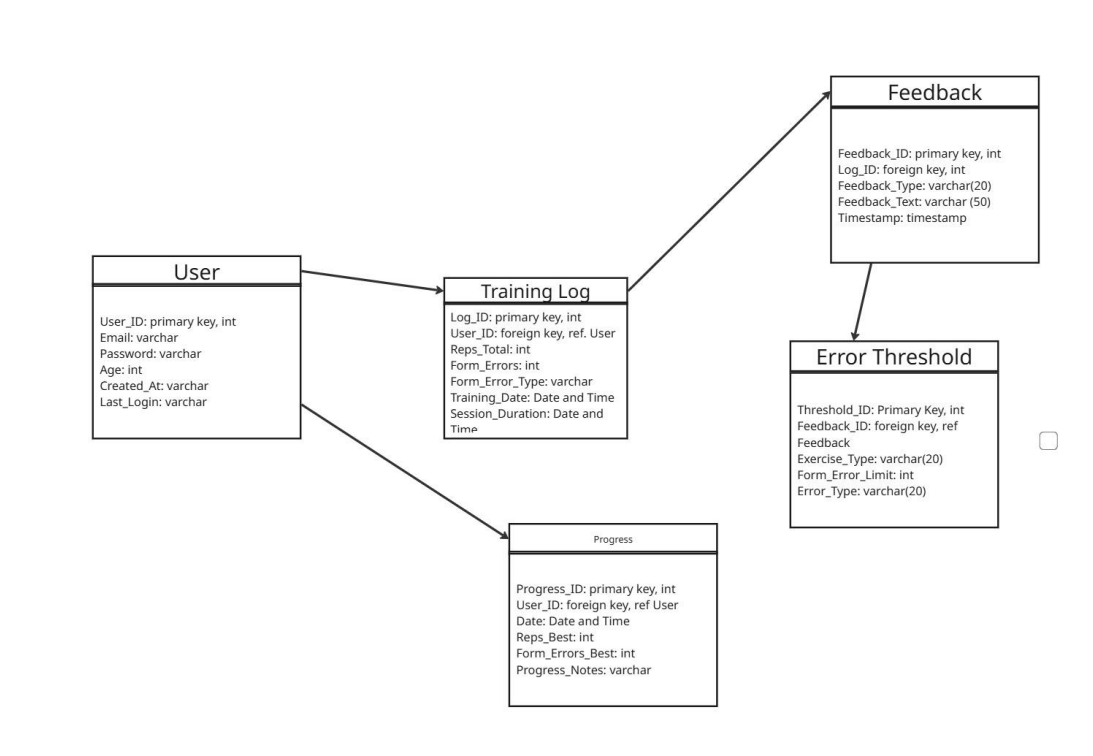 User
User_ID: primary key, int
Email: varchar
Password: varchar
Age: int
Created_At: varchar
Last_Login: varchar
Training Log
Log_ID: primary key, int
User_ID: foreign key, ref. User
Reps_Total: int
Form_Errors: int
Form_Error_Type: varchar
Training_Date: Date and Time
Session_Duration: Date and
Time
Feedback
Feedback_ID: primary key, int
Log_ID: foreign key, int
Feedback_Type: varchar(20)
Feedback_Text: varchar (50)
Timestamp: timestamp
Error Threshold
Threshold_ID: Primary Key, int
Feedback_ID: foreign key, ref
Feedback
Exercise_Type: varchar(20)
Form_Error_Limit: int
Error_Type: varchar(20)
Progress
Progress_ID: primary key, int
User_ID: foreign key, ref User
Date: Date and Time
Reps_Best: int
Form_Errors_Best: int
Progress_Notes: varchar